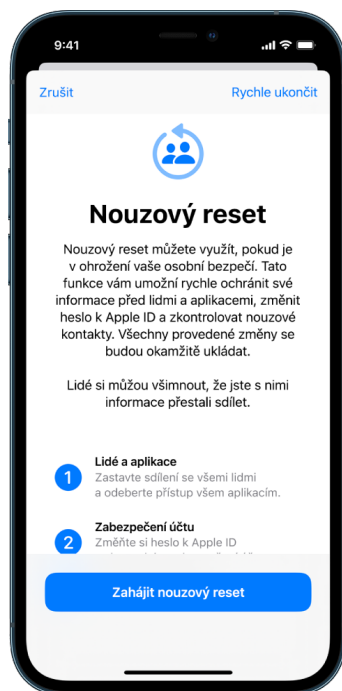 9:41
Zrušit
Rychle ukončit
Nouzový reset
Nouzový reset můžete využít, pokud je
v ohrožení vaše osobní bezpečí. Tato
funkce vám umožní rychle ochránit své
informace před lidmi a aplikacemi, změnit
heslo k Apple ID a zkontrolovat nouzové
kontakty. Všechny provedené změny se
budou okamžitě ukládat.
Lidé si můžou všimnout, že jste s nimi
informace přestali sdílet.
1
Lidé a aplikace
Zastavte sdílení se všemi lidmi
a odeberte přístup všem aplikacím.
2
Zabezpečení účtu
Změňte si heslo k Apple ID
Zahájit nouzový reset